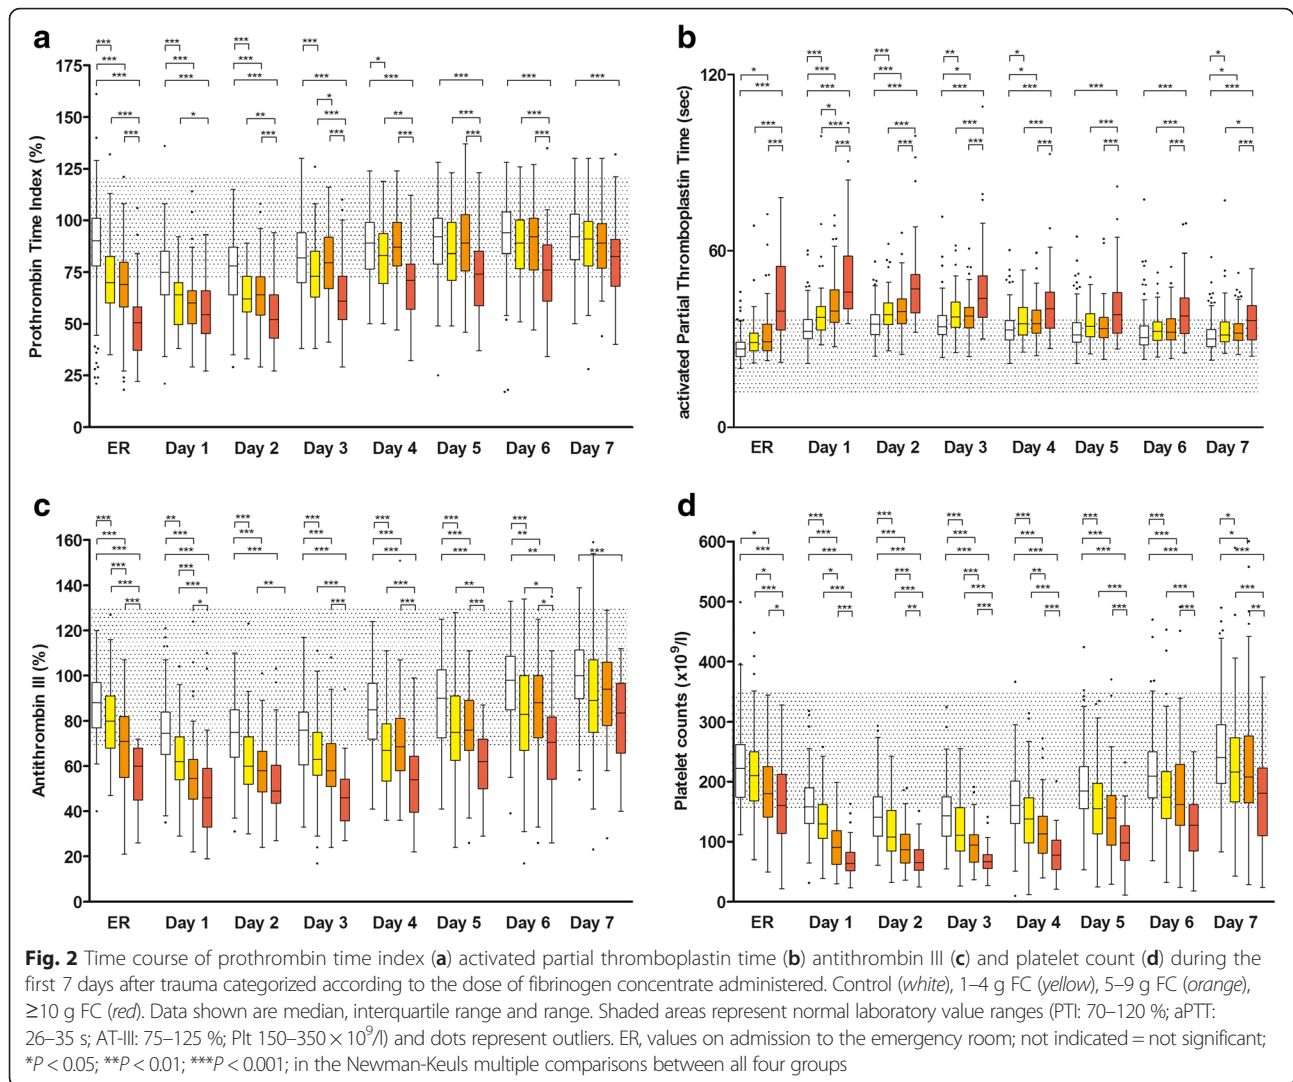 a
*** *** *** *** *** * ***
*** *** *** ***
*** *** *** *** *** *** ***
*** * ** * *** ** *** ***
*** *** *** *** *** ***
175
150
125
100
75
50
25
0
Prothrombin Time Index (%)
ER Day 1 Day 2 Day 3 Day 4 Day 5 Day 6 Day 7
b
*** *** ** * *
* *** *** * * *
*** *** *** *** *** *** *** ***
*
*** *** *** *** *** *** *** *
*** *** *** *** *** *** *** ***
120
60
0
activated Partial Thromboplastin Time (sec)
ER Day 1 Day 2 Day 3 Day 4 Day 5 Day 6 Day 7
c
*** ** *** *** *** *** ***
*** *** *** *** *** *** **
*** *** *** *** *** *** ** ***
*** ***
*** *** ** *** *** ** *
*** * *** *** *** *
160
140
120
100
80
60
40
20
0
Antithrombin III (%)
ER Day 1 Day 2 Day 3 Day 4 Day 5 Day 6 Day 7
d
*** *** *** *** *** *** *
* *** *** *** *** *** *** *
*** *** *** *** *** *** *** ***
* * *** *** **
*** *** *** *** *** *** ***
* *** ** *** *** *** *** **
600
500
400
300
200
100
0
Platelet counts (x10⁹/l)
ER Day 1 Day 2 Day 3 Day 4 Day 5 Day 6 Day 7
Fig. 2 Time course of prothrombin time index (a) activated partial thromboplastin time (b) antithrombin III (c) and platelet count (d) during the
first 7 days after trauma categorized according to the dose of fibrinogen concentrate administered. Control (white), 1–4 g FC (yellow), 5–9 g FC (orange),
≥10 g FC (red). Data shown are median, interquartile range and range. Shaded areas represent normal laboratory value ranges (PTI: 70–120 %; aPTT:
26–35 s; AT-III: 75–125 %; Plt 150–350 × 10⁹/l) and dots represent outliers. ER, values on admission to the emergency room; not indicated = not significant;
*P < 0.05; **P < 0.01; ***P < 0.001; in the Newman-Keuls multiple comparisons between all four groups